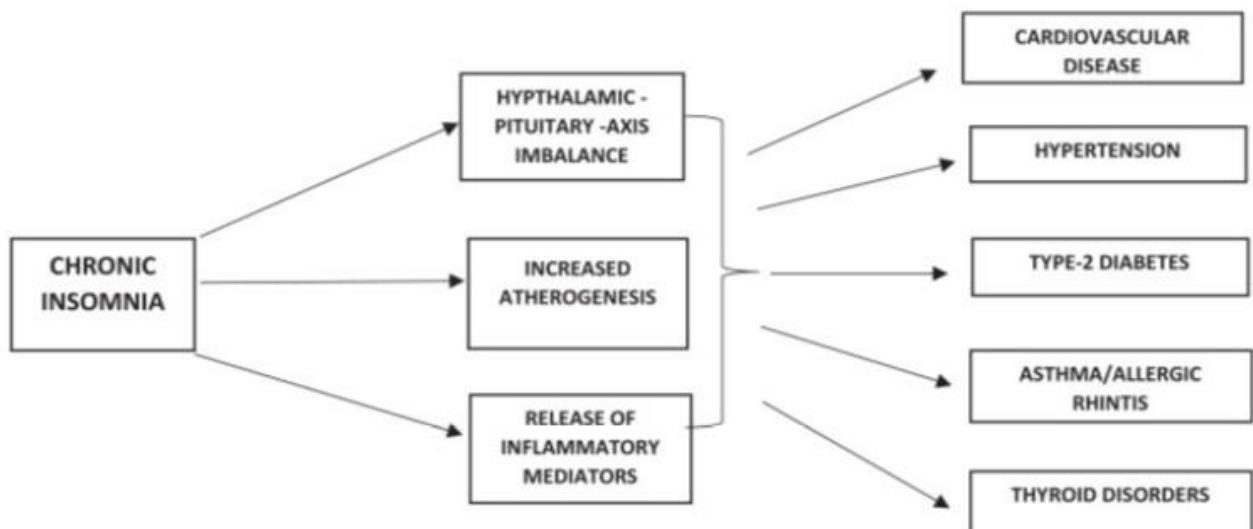 CHRONIC
INSOMNIA
HYPTHALAMIC -
PITUITARY -AXIS
IMBALANCE
INCREASED
ATHEROGENESIS
RELEASE OF
INFLAMMATORY
MEDIATORS
CARDIOVASCULAR
DISEASE
HYPERTENSION
TYPE-2 DIABETES
ASTHMA/ALLERGIC
RHINTIS
THYROID DISORDERS